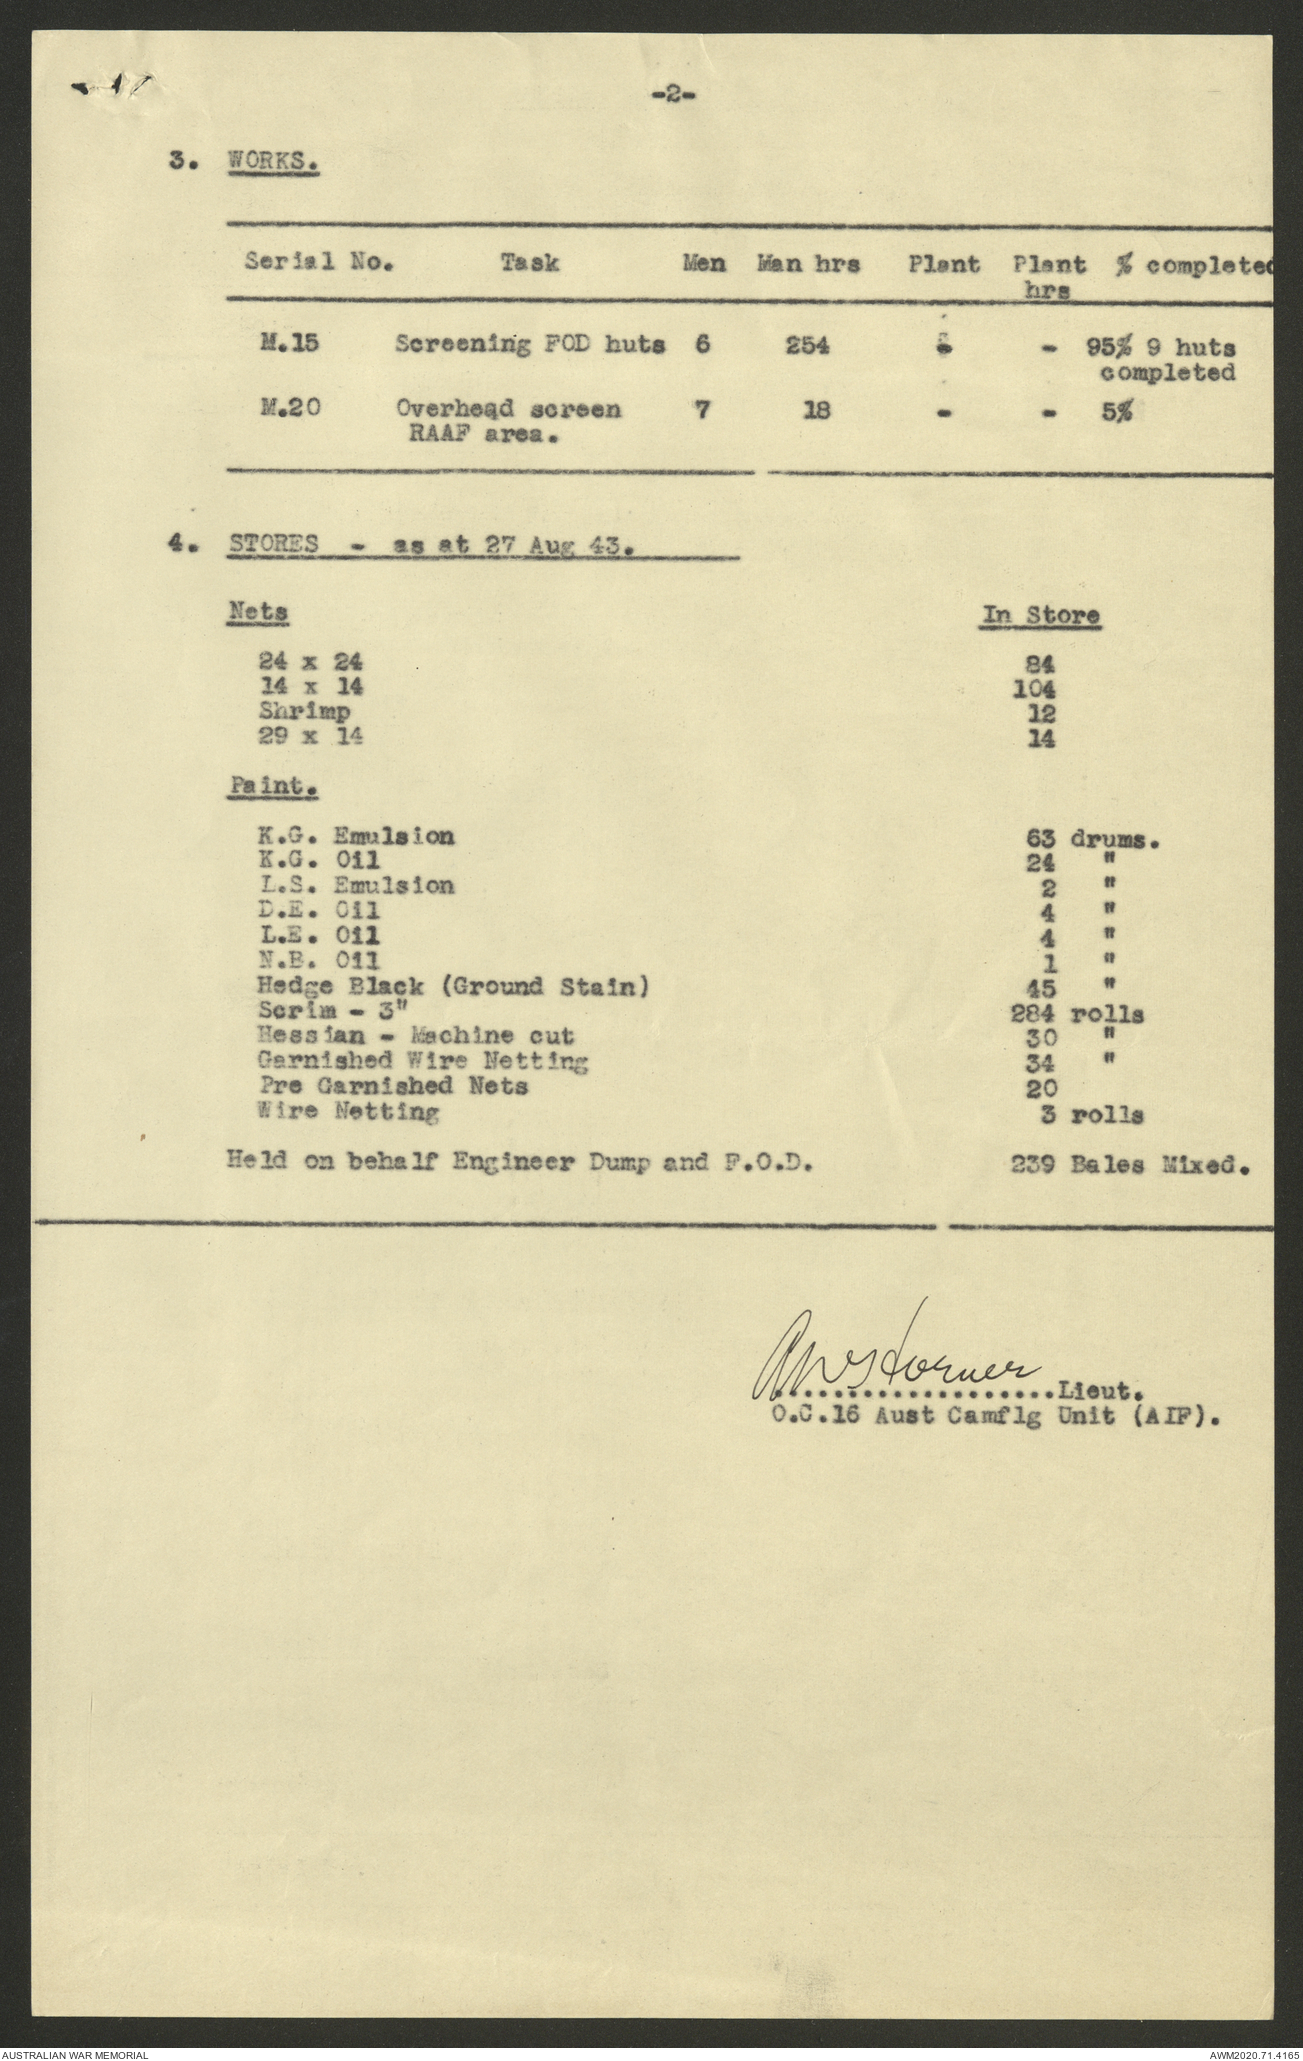 -2-
3. WORKS.
Serial No. Task Men Man hrs Plant Plant hrs % completed
M.15 Screening FOD huts 6 254 - - 95% 9 huts
completed
M.20 Overhead screen 7 18 - - 5%
RAAF area.
4. STORES - as at 27 Aug 43.
Nets In Store
24 x 24 84
14 x 14 104
Shrimp 12
29 x 14 14
Paint.
K.G. Emulsion 63 drums.
K.G. Oil 24 "
L.S. Emulsion 2 "
D.E. Oil 4 "
L.E. Oil 4 "
N.B. Oil 1 "
Hedge Black (Ground Stain) 45 "
Scrim - 3" 284 rolls
Hessian - Machine cut 30 "
Garnished Wire Netting 34 "
Pre Garnished Nets 20
Wire Netting 3 rolls
Held on behalf Engineer Dump and F.O.D. 239 Bales Mixed.
....................Lieut.
O.C.16 Aust Camflg Unit (AIF).
AUSTRALIAN WAR MEMORIAL AWM2020.71.4165